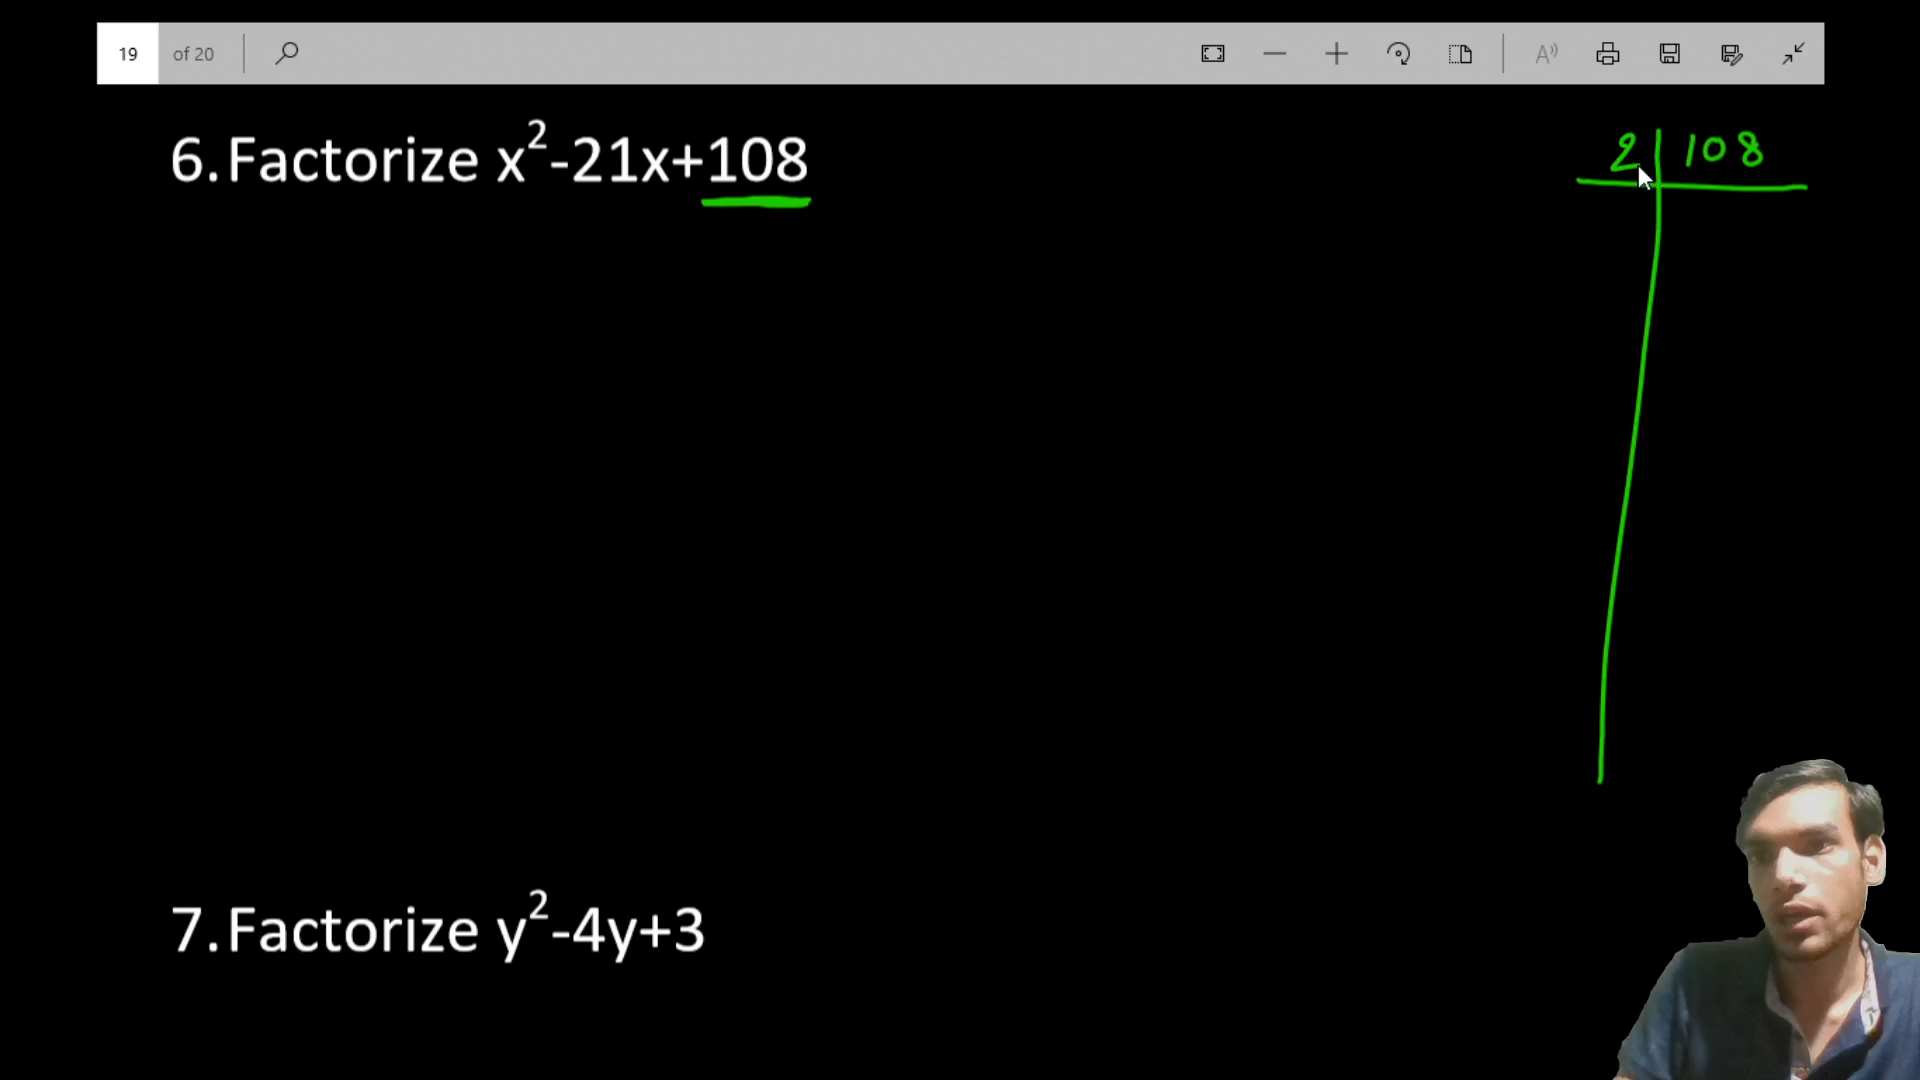 19 of 20
6. Factorize x²-21x+108
2 | 108
7. Factorize y²-4y+3